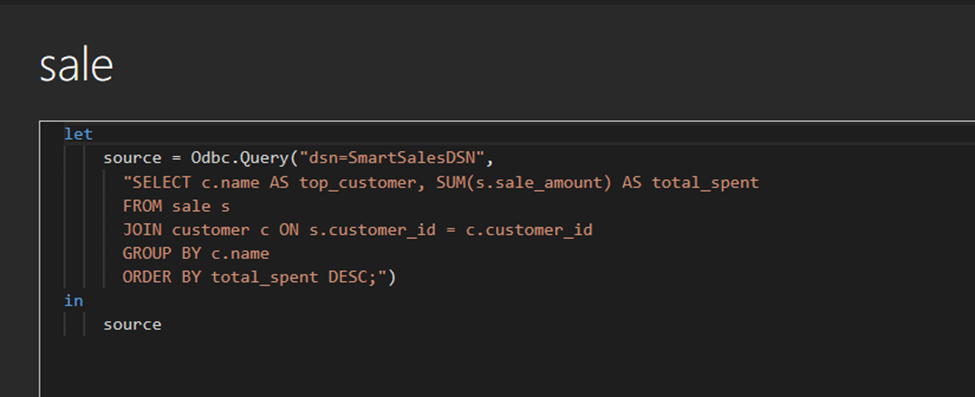 sale
let
source = Odbc.Query("dsn=SmartSalesDSN",
"SELECT c.name AS top_customer, SUM(s.sale_amount) AS total_spent
FROM sale s
JOIN customer c ON s.customer_id = c.customer_id
GROUP BY c.name
ORDER BY total_spent DESC;")
in
source